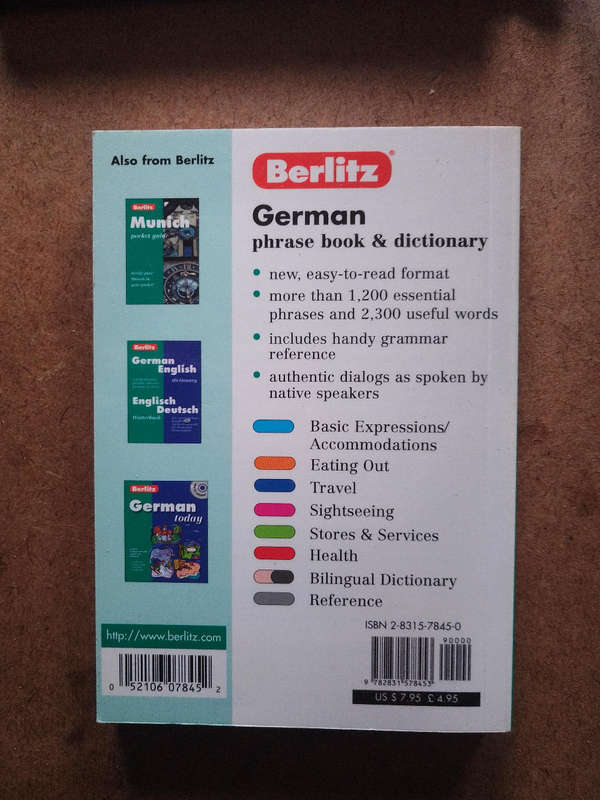 Also from Berlitz
Berlitz
Munich
pocket guide
Berlitz
German
English
dictionary
Englisch
Deutsch
Wörterbuch
Berlitz
German
today
http://www.berlitz.com
0 52106 07845 2
Berlitz®
German
phrase book & dictionary
• new, easy-to-read format
• more than 1,200 essential
phrases and 2,300 useful words
• includes handy grammar
reference
• authentic dialogs as spoken by
native speakers
Basic Expressions/
Accommodations
Eating Out
Travel
Sightseeing
Stores & Services
Health
Bilingual Dictionary
Reference
ISBN 2-8315-7845-0
90000
9 782831 578453
US $ 7.95 £ 4.95